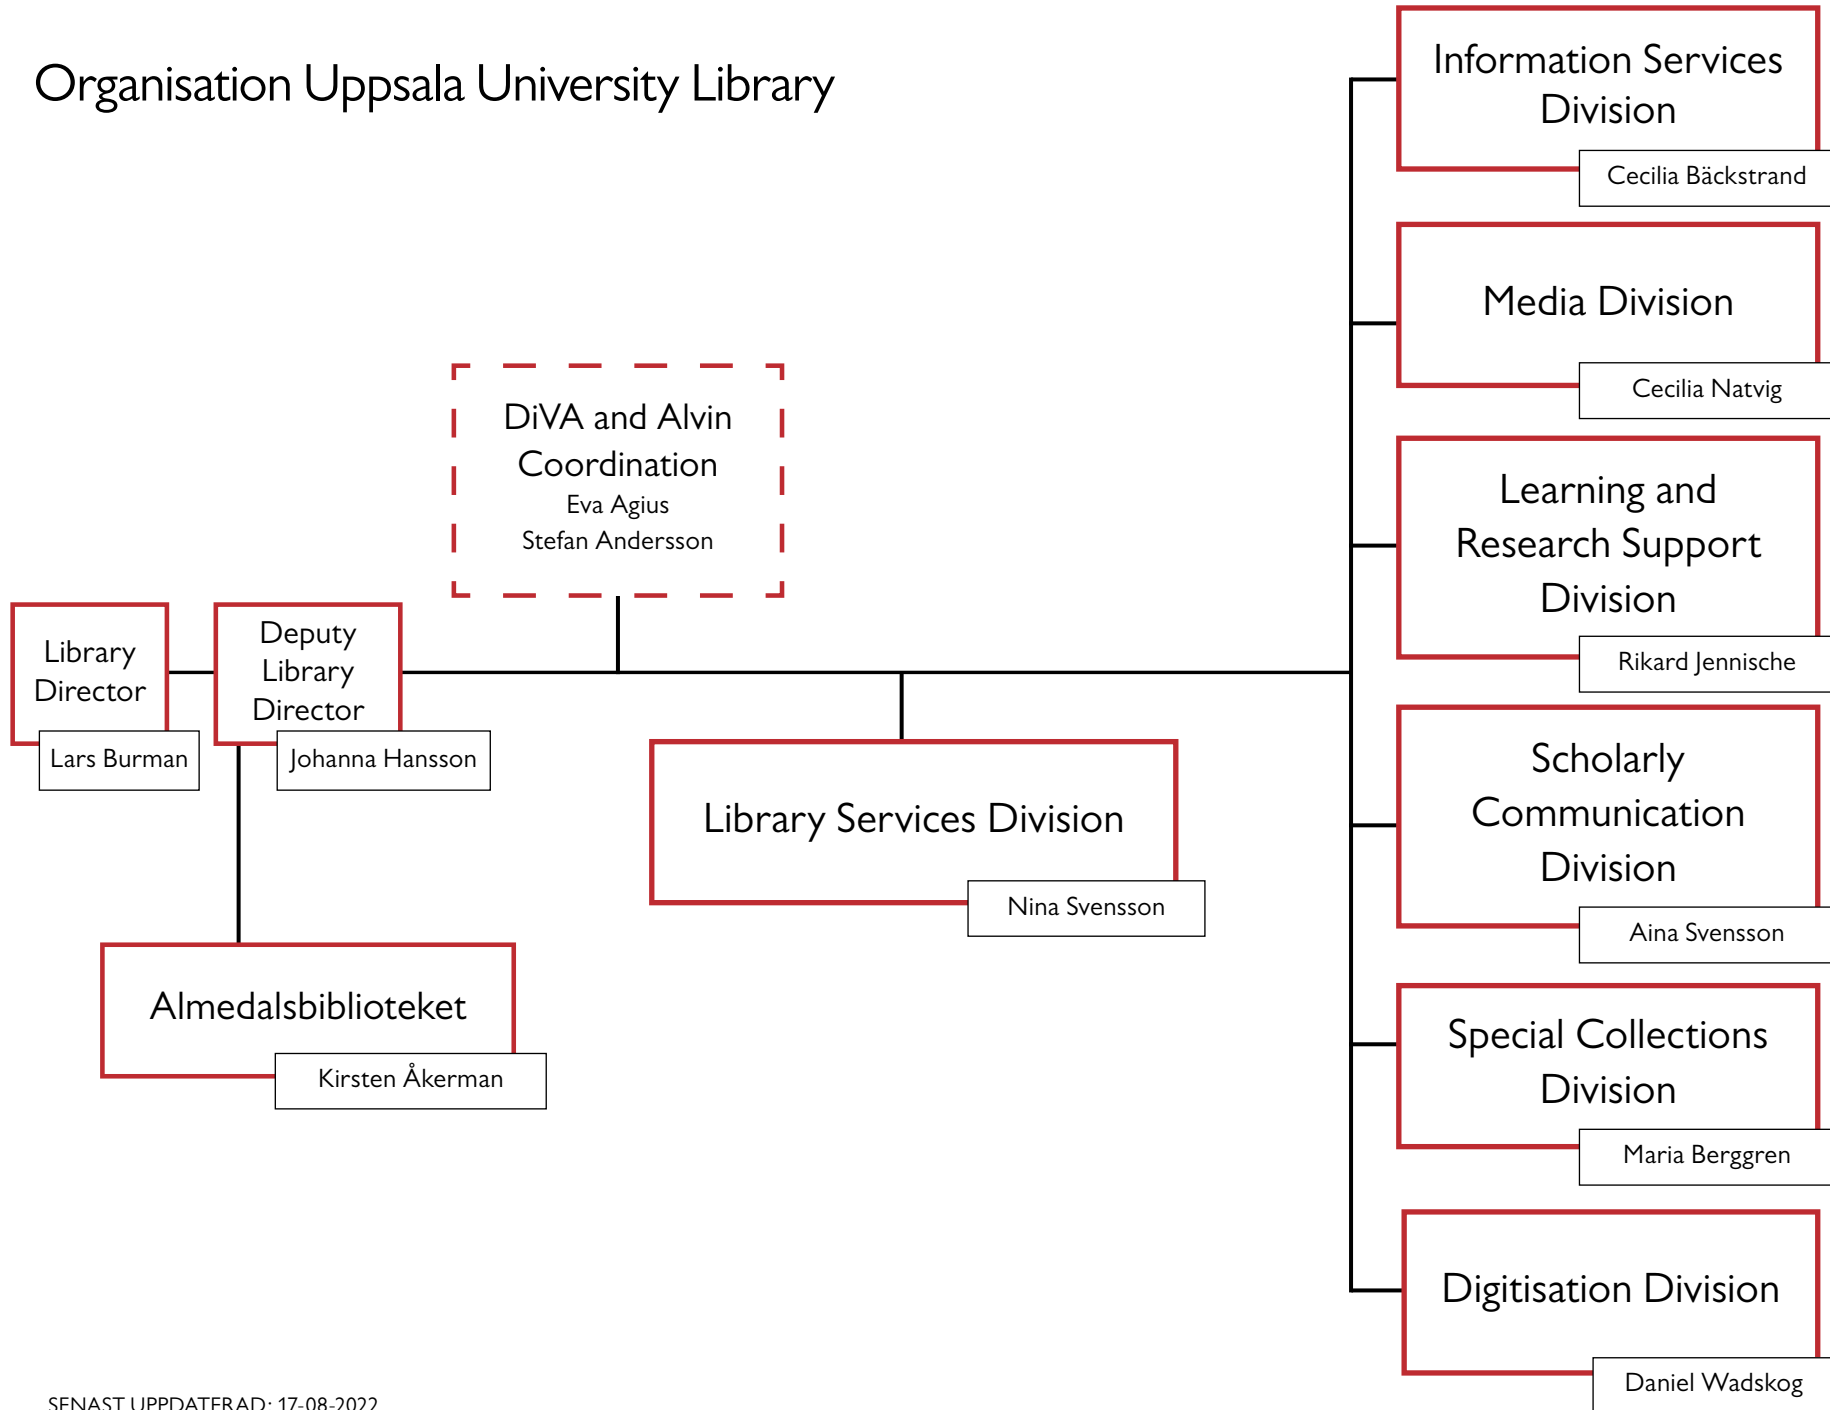 Organisation Uppsala University Library
Information Services
Division
Cecilia Bäckstrand
Media Division
Cecilia Natvig
DiVA and Alvin
Coordination
Eva Agius
Stefan Andersson
Learning and
Research Support
Division
Rikard Jennische
Library
Director
Lars Burman
Deputy
Library
Director
Johanna Hansson
Library Services Division
Nina Svensson
Scholarly
Communication
Division
Aina Svensson
Almedalsbiblioteket
Kirsten Åkerman
Special Collections
Division
Maria Berggren
Digitisation Division
Daniel Wadskog
SENAST UPPDATERAD: 17-08-2022